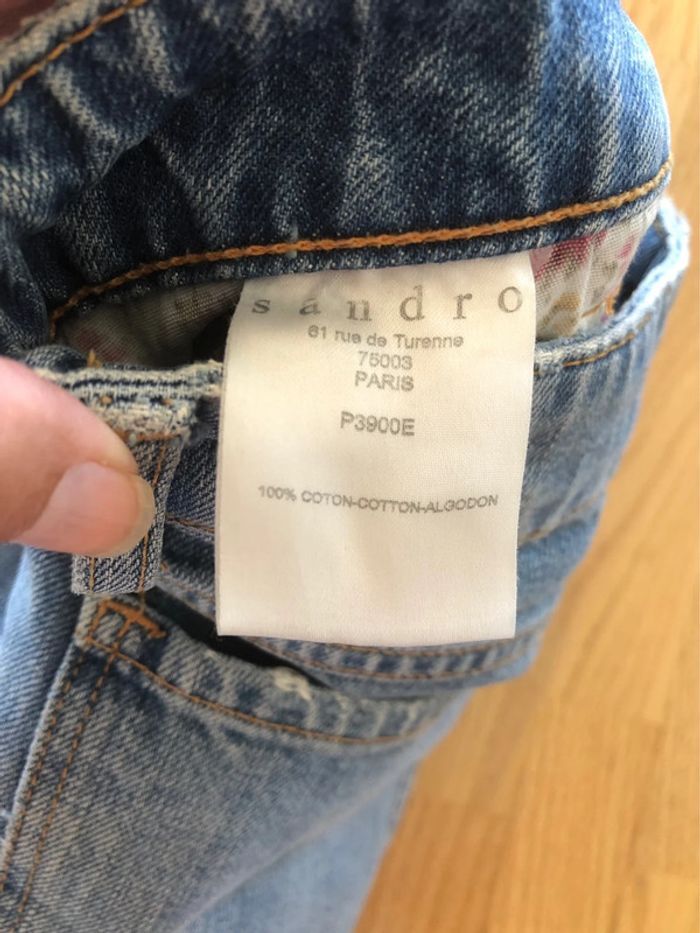 sandro
61 rue de Turenne
75003
PARIS
P3900E
100% COTON-COTTON-ALGODON